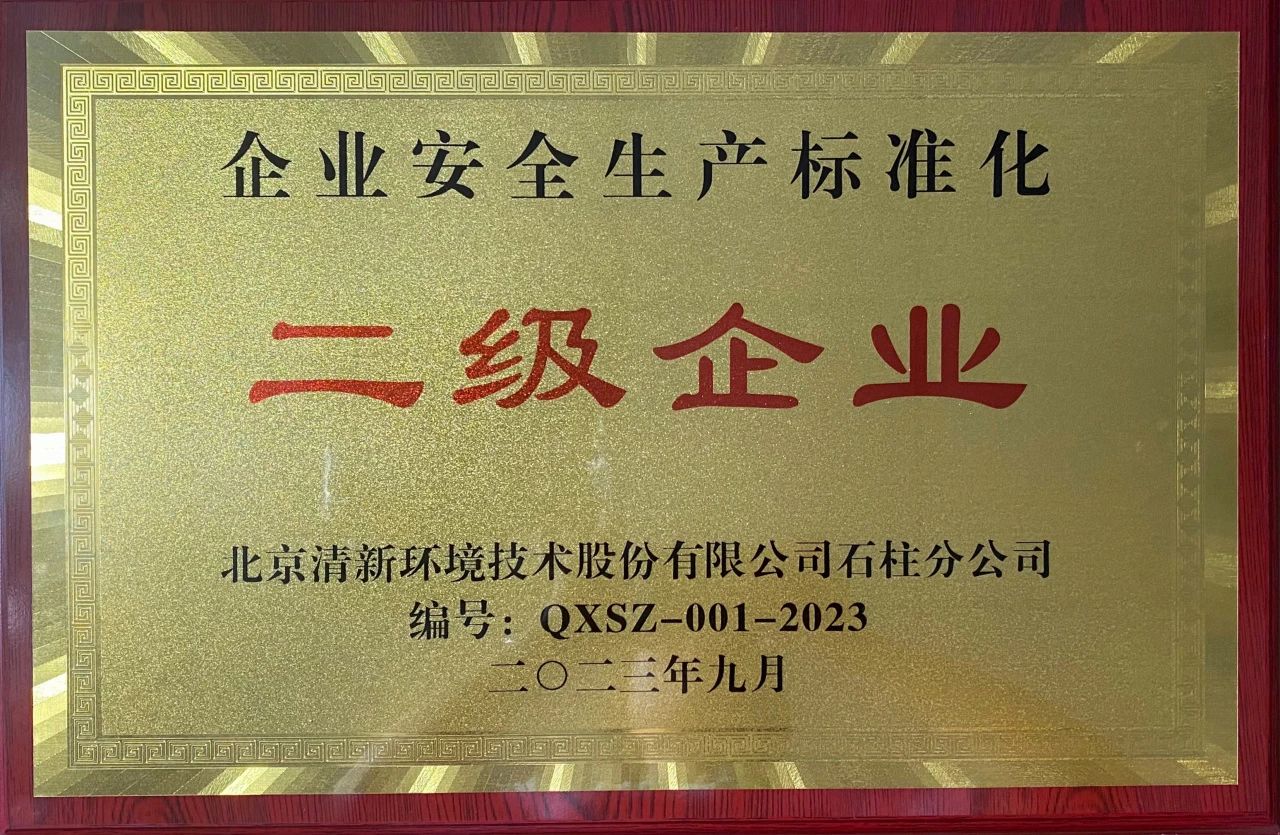 企业安全生产标准化
二级企业
北京清新环境技术股份有限公司石柱分公司
编号：QXSZ-001-2023
二〇二三年九月